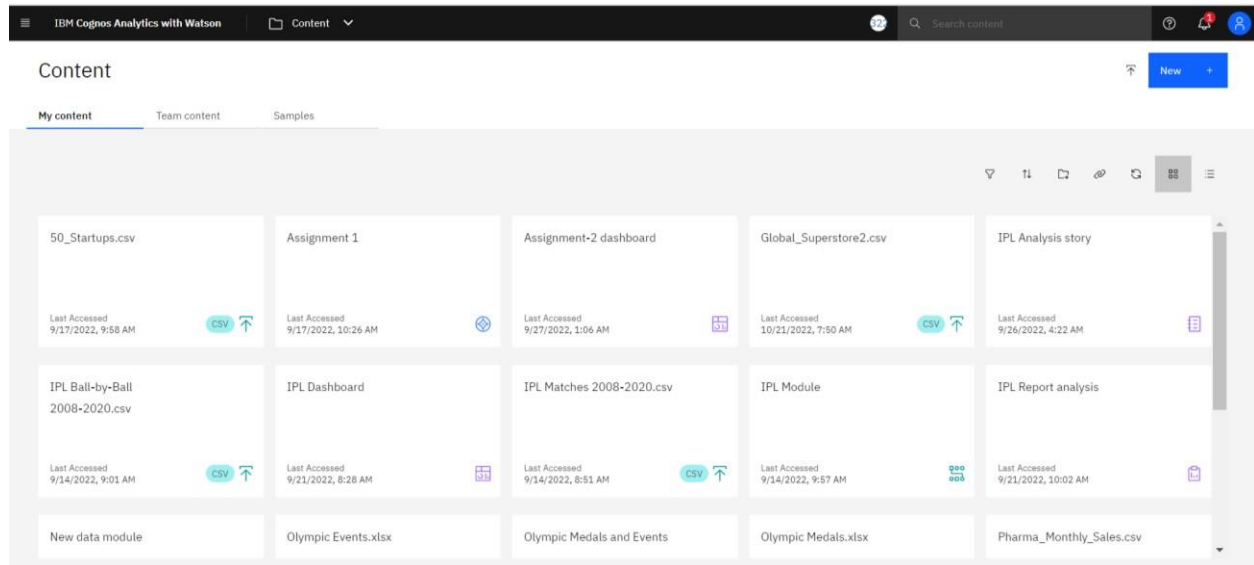 IBM Cognos Analytics with Watson
Content
Search content
1
Content
New +
My content
Team content
Samples
50_Startups.csv
Last Accessed
9/17/2022, 9:58 AM
CSV
Assignment 1
Last Accessed
9/17/2022, 10:26 AM
Assignment-2 dashboard
Last Accessed
9/27/2022, 1:06 AM
Global_Superstore2.csv
Last Accessed
10/21/2022, 7:50 AM
CSV
IPL Analysis story
Last Accessed
9/26/2022, 4:22 AM
IPL Ball-by-Ball
2008-2020.csv
Last Accessed
9/14/2022, 9:01 AM
CSV
IPL Dashboard
Last Accessed
9/21/2022, 8:28 AM
IPL Matches 2008-2020.csv
Last Accessed
9/14/2022, 8:51 AM
CSV
IPL Module
Last Accessed
9/14/2022, 9:57 AM
IPL Report analysis
Last Accessed
9/21/2022, 10:02 AM
New data module
Olympic Events.xlsx
Olympic Medals and Events
Olympic Medals.xlsx
Pharma_Monthly_Sales.csv